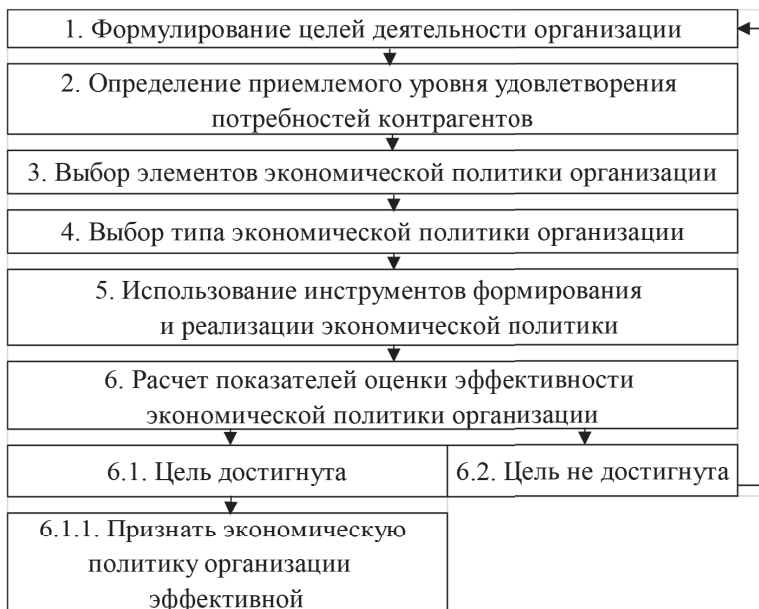 1. Формулирование целей деятельности организации
2. Определение приемлемого уровня удовлетворения
потребностей контрагентов
3. Выбор элементов экономической политики организации
4. Выбор типа экономической политики организации
5. Использование инструментов формирования
и реализации экономической политики
6. Расчет показателей оценки эффективности
экономической политики организации
6.1. Цель достигнута
6.2. Цель не достигнута
6.1.1. Признать экономическую
политику организации
эффективной